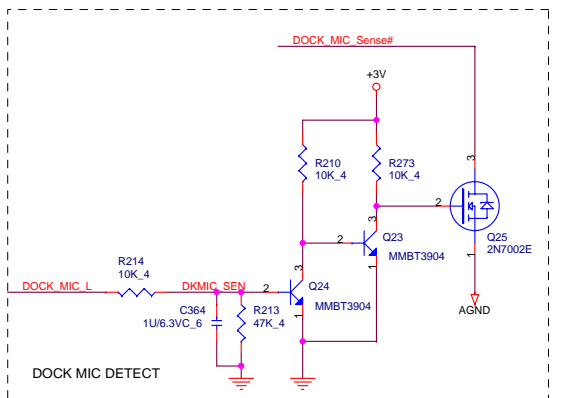 DOCK_MIC_Sense#
+3V
R210
10K_4
R273
10K_4
3
2
Q25
2N7002E
1
AGND
3
2
Q23
MMBT3904
1
R214
10K_4
DOCK_MIC_L
DKMIC_SEN
3
2
Q24
MMBT3904
1
C364
1U/6.3VC_6
R213
47K_4
DOCK MIC DETECT